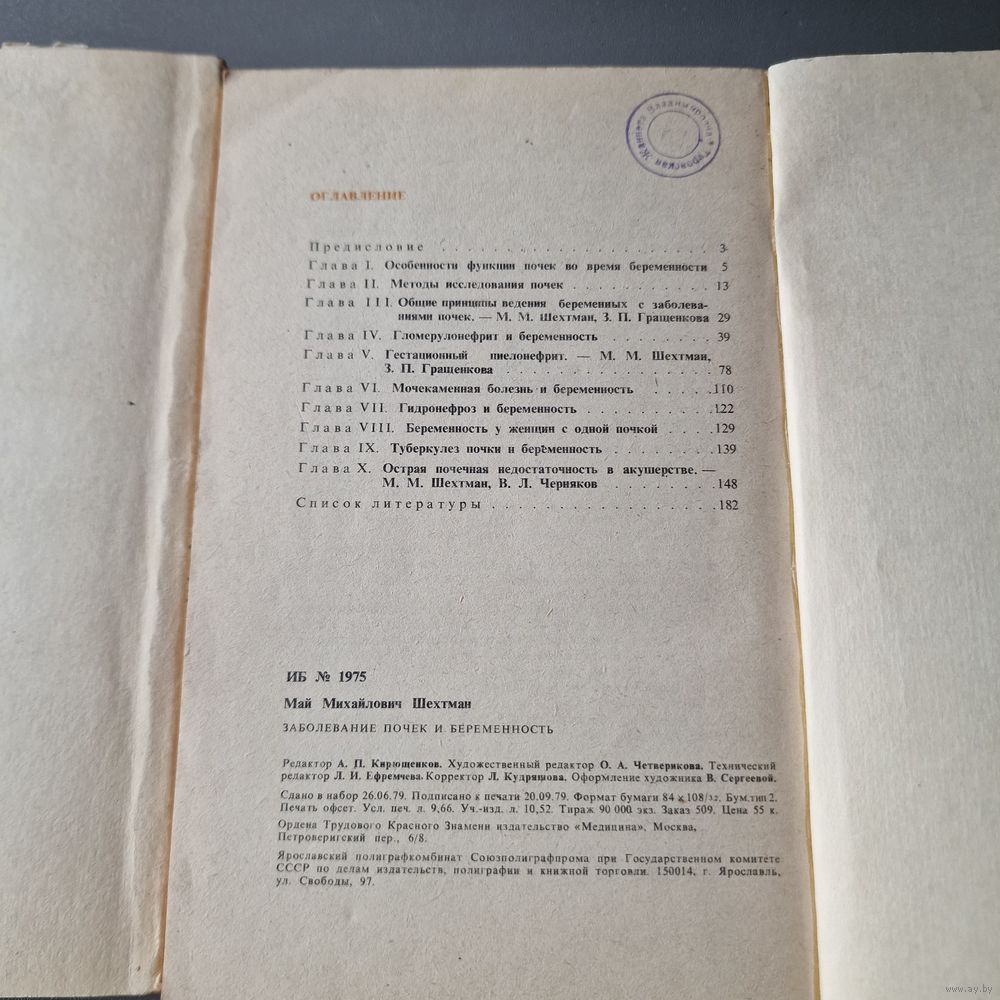 Жаннета Владимировна
ОГЛАВЛЕНИЕ
Предисловие . . . . . . . . . . . . . . . . . . . . . 3
Глава I. Особенности функции почек во время беременности 5
Глава II. Методы исследования почек . . . . . . . . . . . 13
Глава III. Общие принципы ведения беременных с заболева-
ниями почек. — М. М. Шехтман, З. П. Гращенкова 29
Глава IV. Гломерулонефрит и беременность . . . . . . . . 39
Глава V. Гестационный пиелонефрит. — М. М. Шехтман,
З. П. Гращенкова . . . . . . . . . . . . . . . 78
Глава VI. Мочекаменная болезнь и беременность . . . . . 110
Глава VII. Гидронефроз и беременность . . . . . . . . . . 122
Глава VIII. Беременность у женщин с одной почкой . . . . 129
Глава IX. Туберкулез почки и беременность . . . . . . . . 139
Глава X. Острая почечная недостаточность в акушерстве. —
М. М. Шехтман, В. Л. Черняков . . . . . . . . 148
Список литературы . . . . . . . . . . . . . . . . . 182
ИБ № 1975
Май Михайлович Шехтман
ЗАБОЛЕВАНИЕ ПОЧЕК И БЕРЕМЕННОСТЬ
Редактор А. П. Кирющенков. Художественный редактор О. А. Четверикова. Технический
редактор Л. И. Ефремчева. Корректор Л. Кудряшова. Оформление художника В. Сергеевой.
Сдано в набор 26.06.79. Подписано к печати 20.09.79. Формат бумаги 84 × 108/32. Бум.тип 2.
Печать офсет. Усл. печ. л. 9,66. Уч.-изд. л. 10,52. Тираж 90 000 экз. Заказ 509. Цена 55 к.
Ордена Трудового Красного Знамени издательство «Медицина», Москва,
Петроверигский пер., 6/8.
Ярославский полиграфкомбинат Союзполиграфпрома при Государственном комитете
СССР по делам издательств, полиграфии и книжной торговли. 150014, г. Ярославль,
ул. Свободы, 97.
www.ay.by